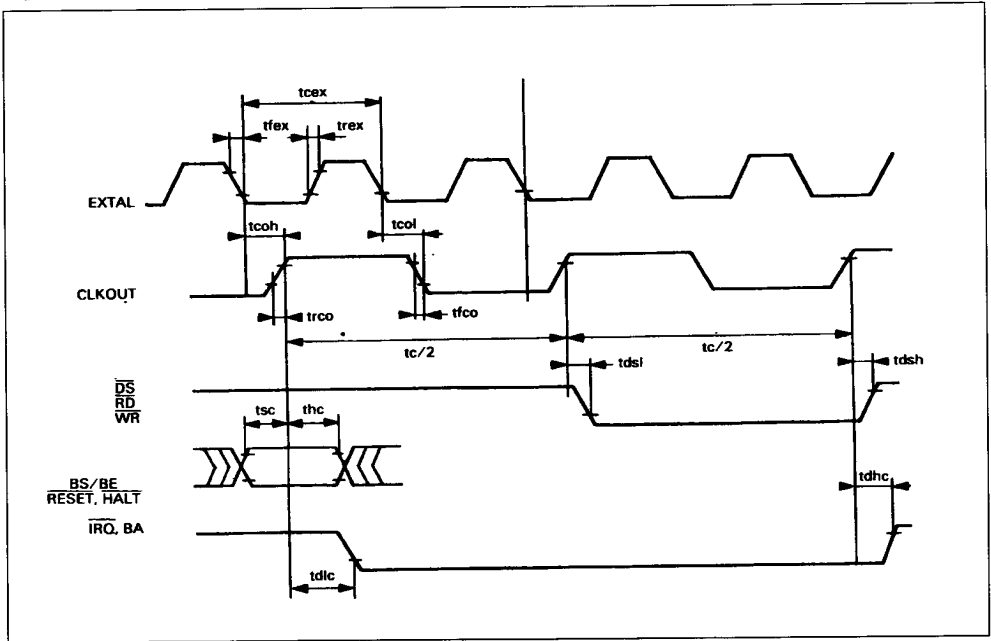 tcex
tfex
trex
EXTAL
tcoh
tcol
CLKOUT
trco
tfco
tc/2
tc/2
tdsl
tdsh
DS
RD
WR
tsc
thc
BS/BE
RESET, HALT
tdhc
IRQ, BA
tdlc